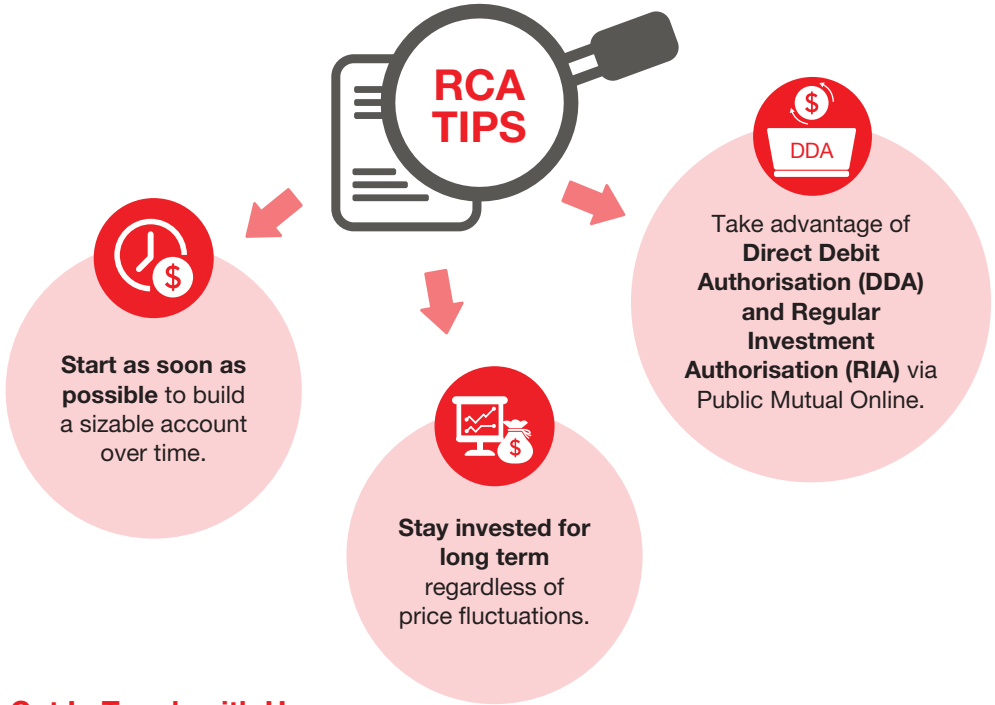 RCA
TIPS
$
Start as soon as
possible to build
a sizable account
over time.
$
Stay invested for
long term
regardless of
price fluctuations.
$
DDA
Take advantage of
Direct Debit
Authorisation (DDA)
and Regular
Investment
Authorisation (RIA) via
Public Mutual Online.